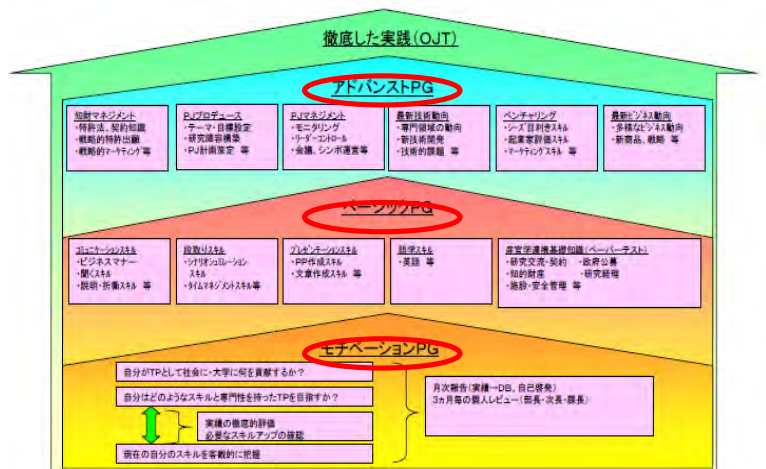 徹底した実践(OJT)
アドバンストPG
知財マネジメント
・特許法、契約知識
・戦略的特許出願
・戦略的マーケティング等
PJプロデュース
・テーマ・目標設定
・研究陣容構築
・PJ計画策定 等
PJマネジメント
・モニタリング
・リーダーコントロール
・会議、シンポ運営等
最新技術動向
・専門領域の動向
・新技術開発
・技術的課題 等
ベンチャリング
・シーズ目利きスキル
・起業家評価スキル
・マーケティングスキル 等
最新ビジネス動向
・多様なビジネス動向
・新商品、戦略 等
ベーシックPG
コミュニケーションスキル
・ビジネスマナー
・聞くスキル
・説明・折衝スキル 等
段取りスキル
・シナリオシュミレーション
スキル
・タイムマネジメントスキル等
プレゼンテーションスキル
・PP作成スキル
・文章作成スキル 等
語学スキル
・英語 等
産官学連携基礎知識(ペーパーテスト)
・研究交流・契約 ・政府公募
・知的財産 ・研究経理
・施設・安全管理 等
モチベーションPG
自分がTPとして社会に・大学に何を貢献するか?
自分はどのようなスキルと専門性を持ったTPを目指すか?
実績の徹底的評価
必要なスキルアップの確認
現在の自分のスキルを客観的に把握
月次報告(実績→DB、自己啓発)
3ヵ月毎の個人レビュー(部長・次長・課長)